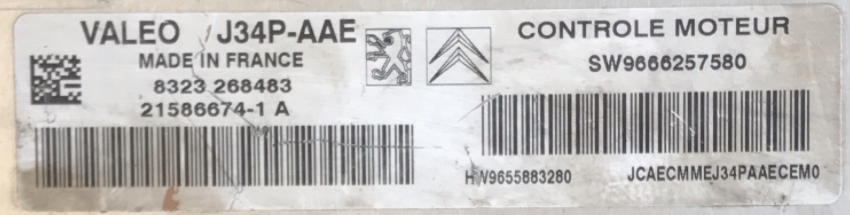 VALEO J34P-AAE
MADE IN FRANCE
8323 268483
21586674-1 A
CONTROLE MOTEUR
SW9666257580
HW9655883280 JCAECMMEJ34PAAECEM0